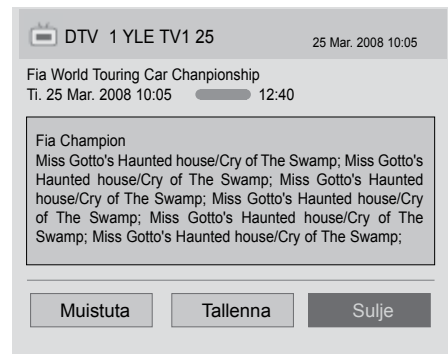 DTV 1 YLE TV1 25 25 Mar. 2008 10:05
Fia World Touring Car Chanpionship
Ti. 25 Mar. 2008 10:05 12:40
Fia Champion
Miss Gotto's Haunted house/Cry of The Swamp; Miss Gotto's
Haunted house/Cry of The Swamp; Miss Gotto's Haunted
house/Cry of The Swamp; Miss Gotto's Haunted house/Cry
of The Swamp; Miss Gotto's Haunted house/Cry of The
Swamp; Miss Gotto's Haunted house/Cry of The Swamp;
Muistuta Tallenna Sulje